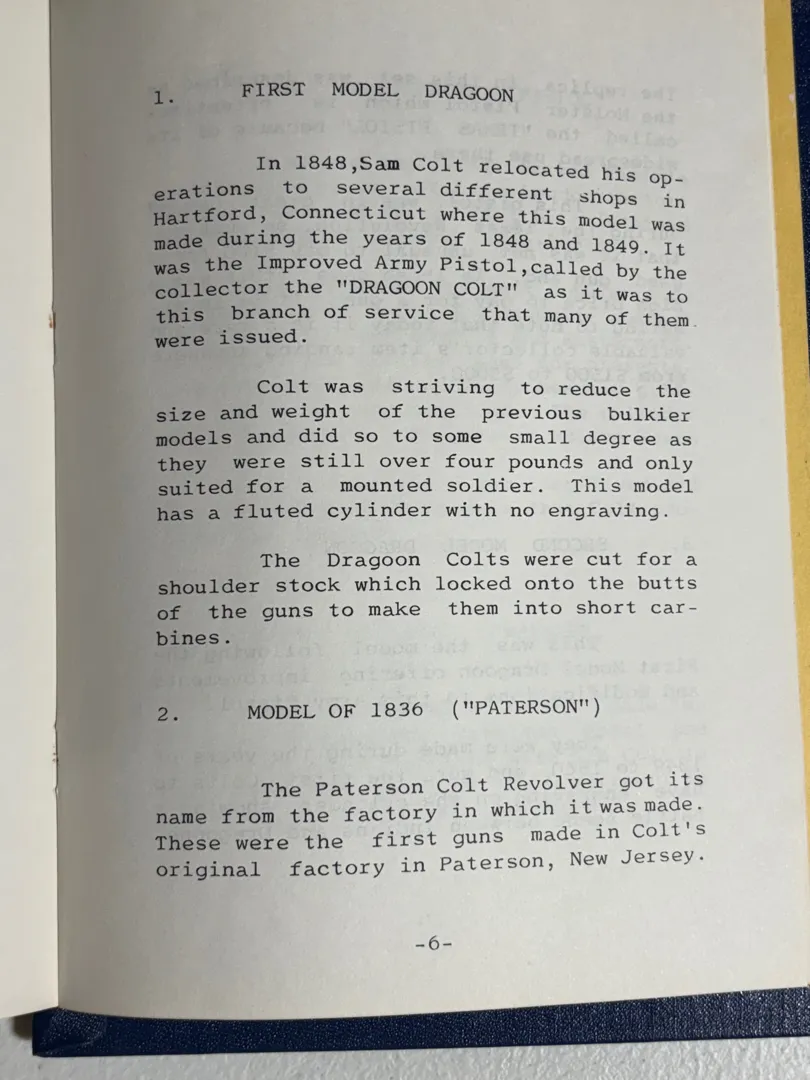 1. FIRST MODEL DRAGOON
In 1848,Sam Colt relocated his op-
erations to several different shops in
Hartford, Connecticut where this model was
made during the years of 1848 and 1849. It
was the Improved Army Pistol,called by the
collector the "DRAGOON COLT" as it was to
this branch of service that many of them
were issued.
Colt was striving to reduce the
size and weight of the previous bulkier
models and did so to some small degree as
they were still over four pounds and only
suited for a mounted soldier. This model
has a fluted cylinder with no engraving.
The Dragoon Colts were cut for a
shoulder stock which locked onto the butts
of the guns to make them into short car-
bines.
2. MODEL OF 1836 ("PATERSON")
The Paterson Colt Revolver got its
name from the factory in which it was made.
These were the first guns made in Colt's
original factory in Paterson, New Jersey.
-6-